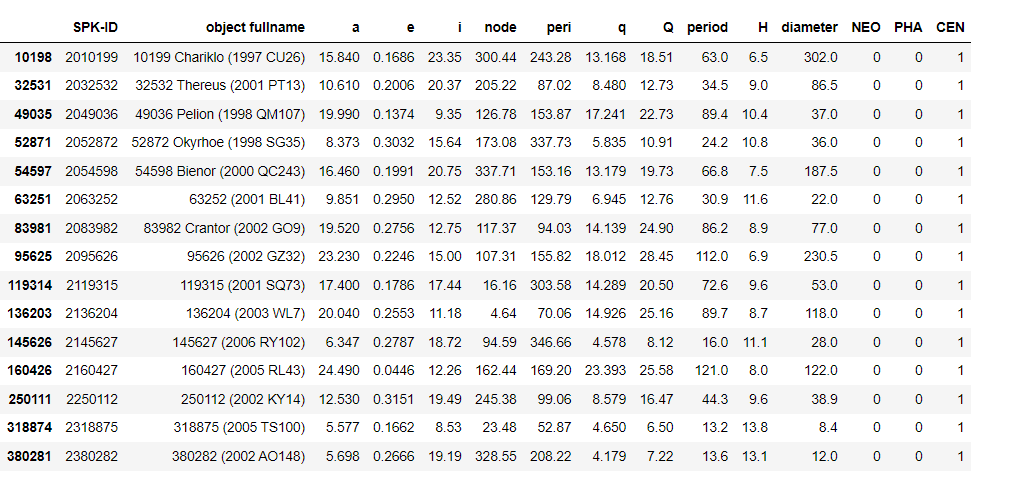 SPK-ID object fullname a e i node peri q Q period H diameter NEO PHA CEN
10198 2010199 10199 Chariklo (1997 CU26) 15.840 0.1686 23.35 300.44 243.28 13.168 18.51 63.0 6.5 302.0 0 0 1
32531 2032532 32532 Thereus (2001 PT13) 10.610 0.2006 20.37 205.22 87.02 8.480 12.73 34.5 9.0 86.5 0 0 1
49035 2049036 49036 Pelion (1998 QM107) 19.990 0.1374 9.35 126.78 153.87 17.241 22.73 89.4 10.4 37.0 0 0 1
52871 2052872 52872 Okyrhoe (1998 SG35) 8.373 0.3032 15.64 173.08 337.73 5.835 10.91 24.2 10.8 36.0 0 0 1
54597 2054598 54598 Bienor (2000 QC243) 16.460 0.1991 20.75 337.71 153.16 13.179 19.73 66.8 7.5 187.5 0 0 1
63251 2063252 63252 (2001 BL41) 9.851 0.2950 12.52 280.86 129.79 6.945 12.76 30.9 11.6 22.0 0 0 1
83981 2083982 83982 Crantor (2002 GO9) 19.520 0.2756 12.75 117.37 94.03 14.139 24.90 86.2 8.9 77.0 0 0 1
95625 2095626 95626 (2002 GZ32) 23.230 0.2246 15.00 107.31 155.82 18.012 28.45 112.0 6.9 230.5 0 0 1
119314 2119315 119315 (2001 SQ73) 17.400 0.1786 17.44 16.16 303.58 14.289 20.50 72.6 9.6 53.0 0 0 1
136203 2136204 136204 (2003 WL7) 20.040 0.2553 11.18 4.64 70.06 14.926 25.16 89.7 8.7 118.0 0 0 1
145626 2145627 145627 (2006 RY102) 6.347 0.2787 18.72 94.59 346.66 4.578 8.12 16.0 11.1 28.0 0 0 1
160426 2160427 160427 (2005 RL43) 24.490 0.0446 12.26 162.44 169.20 23.393 25.58 121.0 8.0 122.0 0 0 1
250111 2250112 250112 (2002 KY14) 12.530 0.3151 19.49 245.38 99.06 8.579 16.47 44.3 9.6 38.9 0 0 1
318874 2318875 318875 (2005 TS100) 5.577 0.1662 8.53 23.48 52.87 4.650 6.50 13.2 13.8 8.4 0 0 1
380281 2380282 380282 (2002 AO148) 5.698 0.2666 19.19 328.55 208.22 4.179 7.22 13.6 13.1 12.0 0 0 1